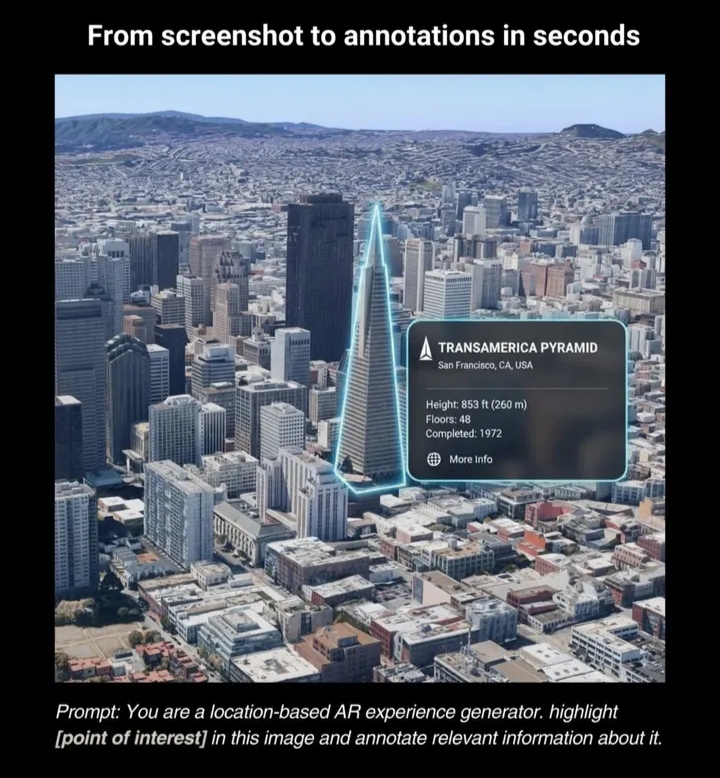 From screenshot to annotations in seconds
TRANSAMERICA PYRAMID
San Francisco, CA, USA
Height: 853 ft (260 m)
Floors: 48
Completed: 1972
More Info
Prompt: You are a location-based AR experience generator. highlight
[point of interest] in this image and annotate relevant information about it.